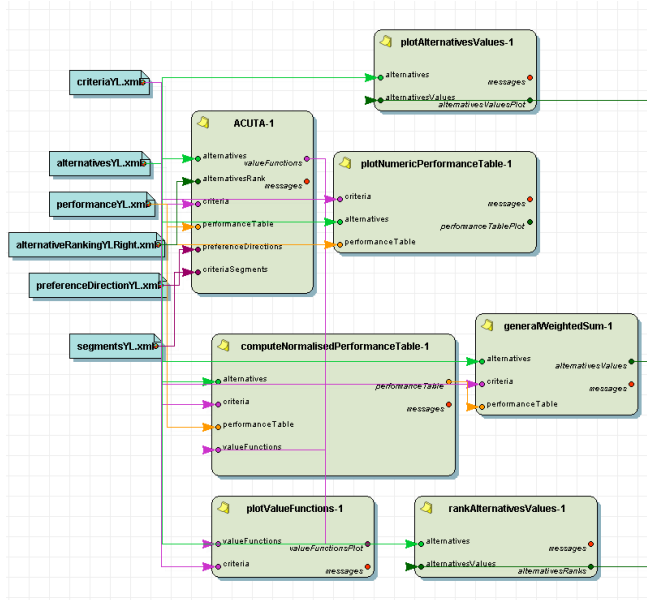 plotAlternativesValues-1
alternatives
messages
alternativesValues
alternativesValuesPlot
criteriaYL.xml
ACUTA-1
alternatives
valueFunctions
alternativesRank
messages
criteria
performanceTable
preferenceDirections
criteriaSegments
alternativesYL.xml
performanceYL.xml
alternativeRankingYLRight.xml
preferenceDirectionYL.xml
segmentsYL.xml
plotNumericPerformanceTable-1
criteria
messages
alternatives
performanceTablePlot
performanceTable
generalWeightedSum-1
alternatives
alternativesValues
criteria
messages
performanceTable
computeNormalisedPerformanceTable-1
alternatives
performanceTable
criteria
messages
performanceTable
valueFunctions
plotValueFunctions-1
valueFunctions
valueFunctionsPlot
criteria
messages
rankAlternativesValues-1
alternatives
messages
alternativesValues
alternativesRanks